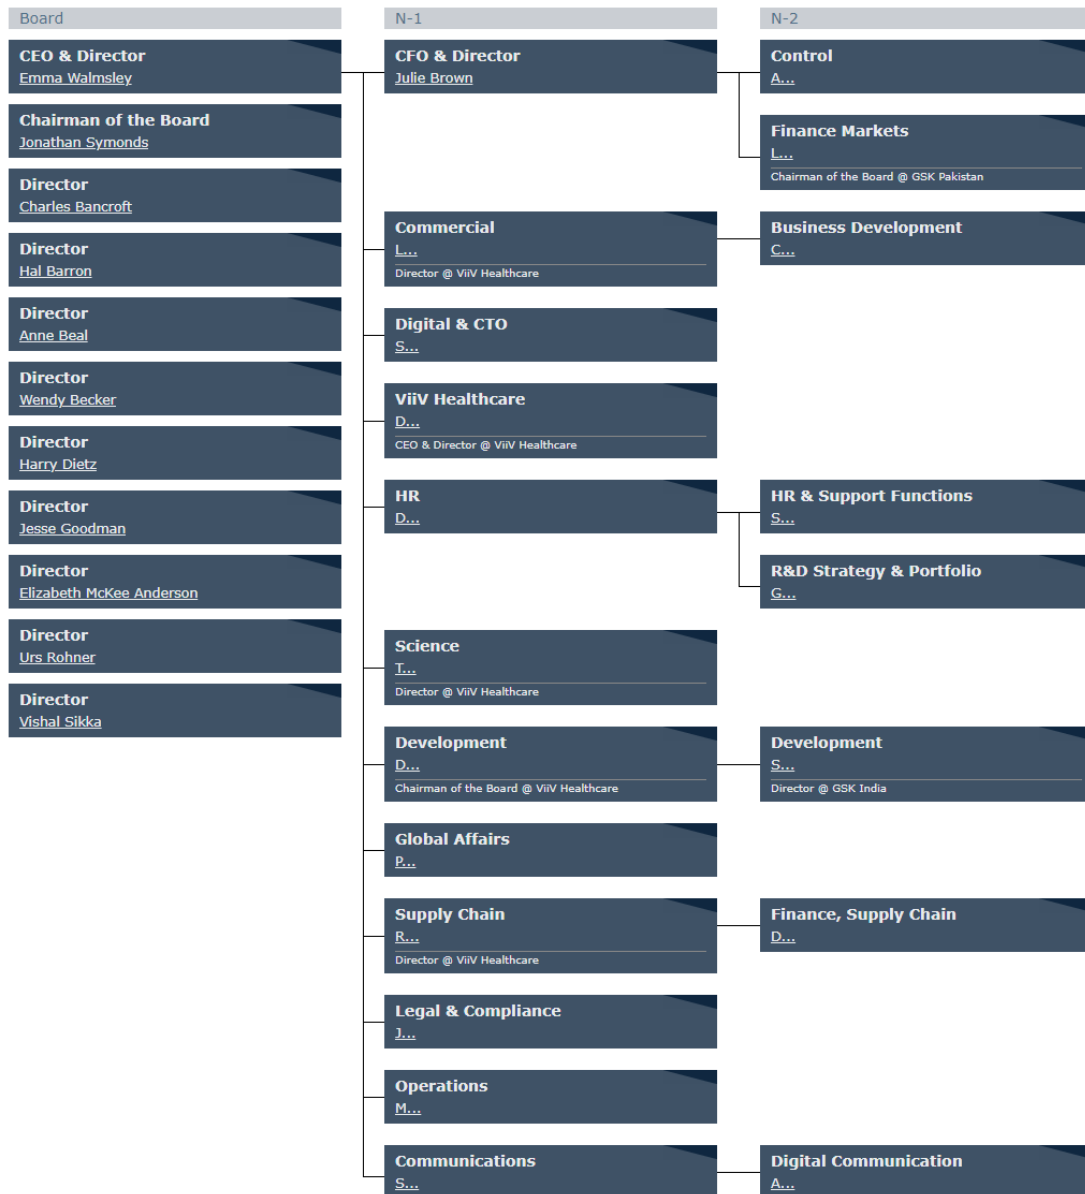 Board
CEO & Director
Emma Walmsley
Chairman of the Board
Jonathan Symonds
Director
Charles Bancroft
Director
Hal Barron
Director
Anne Beal
Director
Wendy Becker
Director
Harry Dietz
Director
Jesse Goodman
Director
Elizabeth McKee Anderson
Director
Urs Rohner
Director
Vishal Sikka
N-1
CFO & Director
Julie Brown
Commercial
L...
Director @ ViiV Healthcare
Digital & CTO
S...
ViiV Healthcare
D...
CEO & Director @ ViiV Healthcare
HR
D...
Science
T...
Director @ ViiV Healthcare
Development
D...
Chairman of the Board @ ViiV Healthcare
Global Affairs
P...
Supply Chain
R...
Director @ ViiV Healthcare
Legal & Compliance
J...
Operations
M...
Communications
S...
N-2
Control
A...
Finance Markets
L...
Chairman of the Board @ GSK Pakistan
Business Development
C...
HR & Support Functions
S...
R&D Strategy & Portfolio
G...
Development
S...
Director @ GSK India
Finance, Supply Chain
D...
Digital Communication
A...